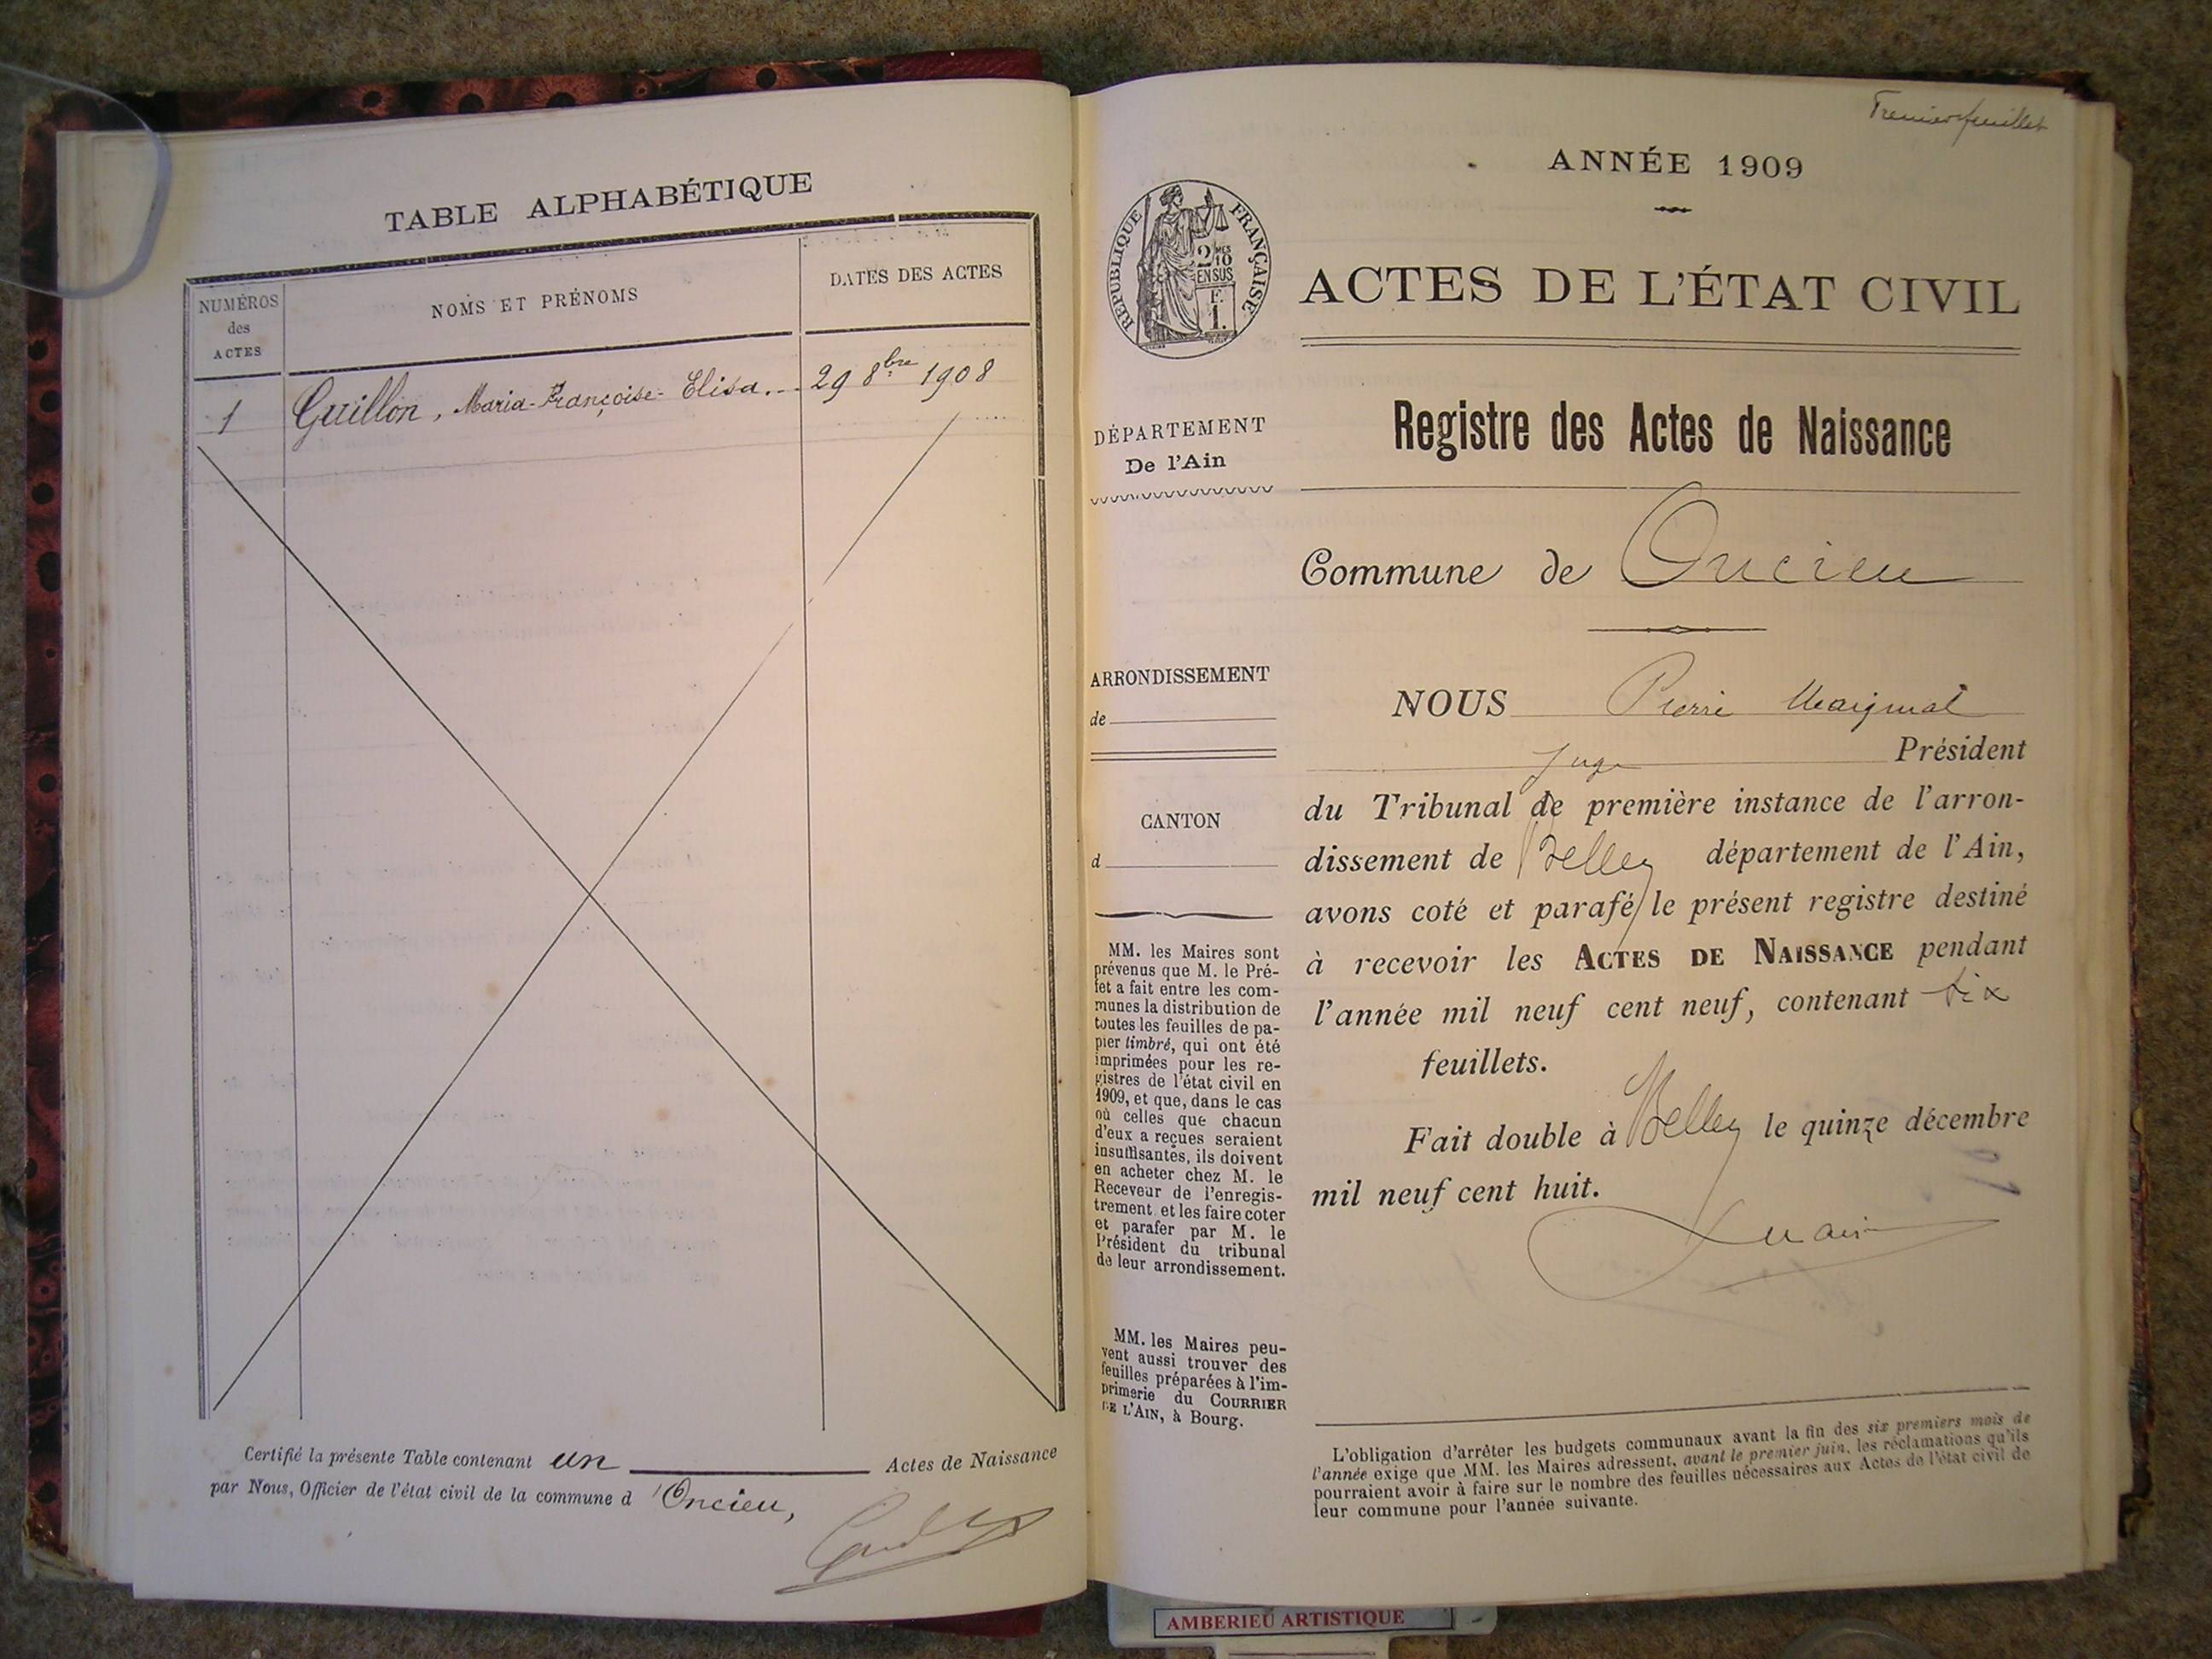 TABLE ALPHABÉTIQUE
NUMÉROS
des
ACTES
NOMS ET PRÉNOMS
DATES DES ACTES
1
Guillon, Maria-Françoise-Elisa...
29 8bre 1908
Certifié la présente Table contenant un Actes de Naissance
par Nous, Officier de l'état civil de la commune d'Oncieu,
Premier feuillet
ANNÉE 1909
RÉPUBLIQUE FRANÇAISE
2 MES
10
EN SUS
F.
1.
ACTES DE L'ÉTAT CIVIL
DÉPARTEMENT
De l'Ain
ARRONDISSEMENT
de
CANTON
d
MM. les Maires sont
prévenus que M. le Pré-
fet a fait entre les com-
munes la distribution de
toutes les feuilles de pa-
pier timbré, qui ont été
imprimées pour les re-
gistres de l'état civil en
1909, et que, dans le cas
où celles que chacun
d'eux a reçues seraient
insuffisantes, ils doivent
en acheter chez M. le
Receveur de l'enregis-
trement et les faire coter
et parafer par M. le
Président du tribunal
de leur arrondissement.
MM. les Maires peu-
vent aussi trouver des
feuilles préparées à l'im-
primerie du COURRIER
DE L'AIN, à Bourg.
Registre des Actes de Naissance
Commune de Oncieu
NOUS Pierre
Juge Président
du Tribunal de première instance de l'arron-
dissement de Belley département de l'Ain,
avons coté et parafé le présent registre destiné
à recevoir les ACTES DE NAISSANCE pendant
l'année mil neuf cent neuf, contenant six
feuillets.
Fait double à Belley le quinze décembre
mil neuf cent huit.
L'obligation d'arrêter les budgets communaux avant la fin des six premiers mois de
l'année exige que MM. les Maires adressent, avant le premier juin, les réclamations qu'ils
pourraient avoir à faire sur le nombre des feuilles nécessaires aux Actes de l'état civil de
leur commune pour l'année suivante.
AMBERIEU ARTISTIQUE